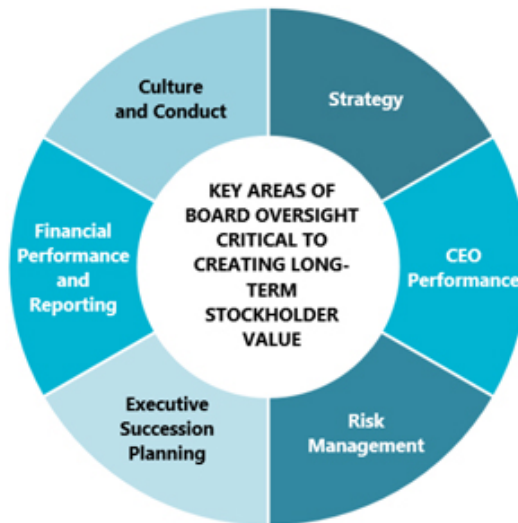 Culture
and Conduct
Strategy
KEY AREAS OF
BOARD OVERSIGHT
CRITICAL TO
CREATING LONG-
TERM
STOCKHOLDER
VALUE
Financial
Performance
and
Reporting
CEO
Performance
Executive
Succession
Planning
Risk
Management